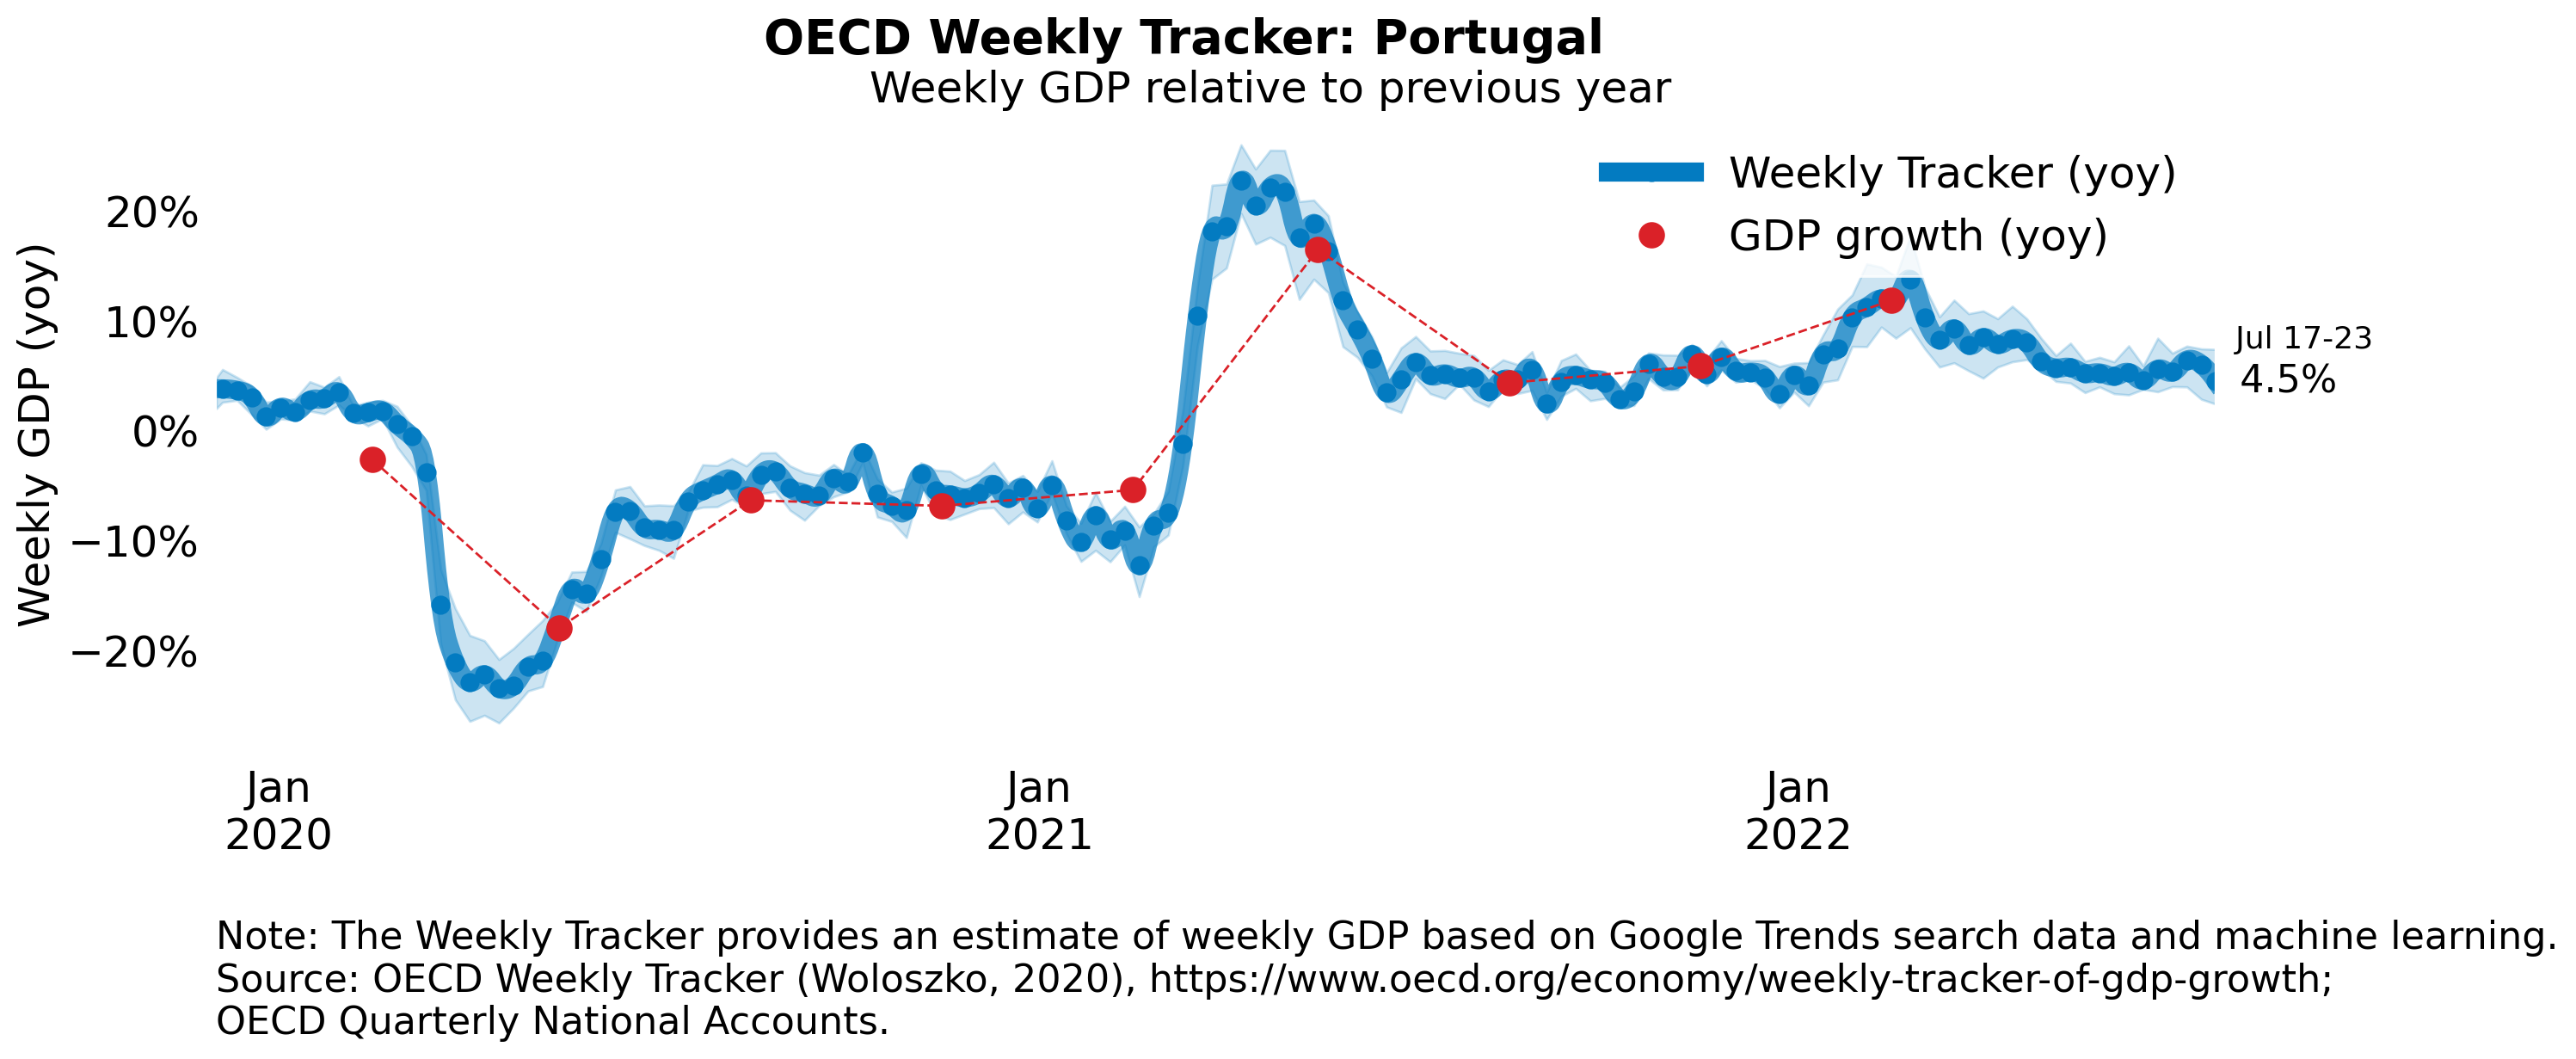 OECD Weekly Tracker: Portugal
Weekly GDP relative to previous year
Weekly Tracker (yoy)
GDP growth (yoy)
Weekly GDP (yoy)
20%
10%
0%
−10%
−20%
Jul 17-23
4.5%
Jan
2020
Jan
2021
Jan
2022
Note: The Weekly Tracker provides an estimate of weekly GDP based on Google Trends search data and machine learning.
Source: OECD Weekly Tracker (Woloszko, 2020), https://www.oecd.org/economy/weekly-tracker-of-gdp-growth;
OECD Quarterly National Accounts.